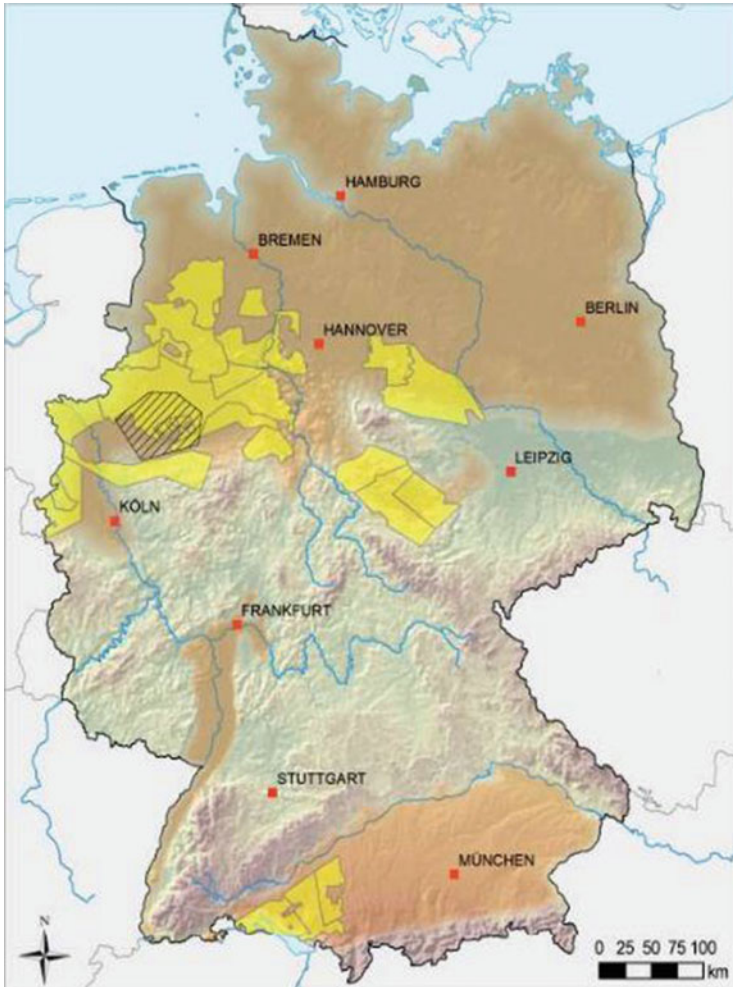 HAMBURG
BREMEN
BERLIN
HANNOVER
LEIPZIG
KÖLN
FRANKFURT
STUTTGART
MÜNCHEN
N
0 25 50 75 100
km